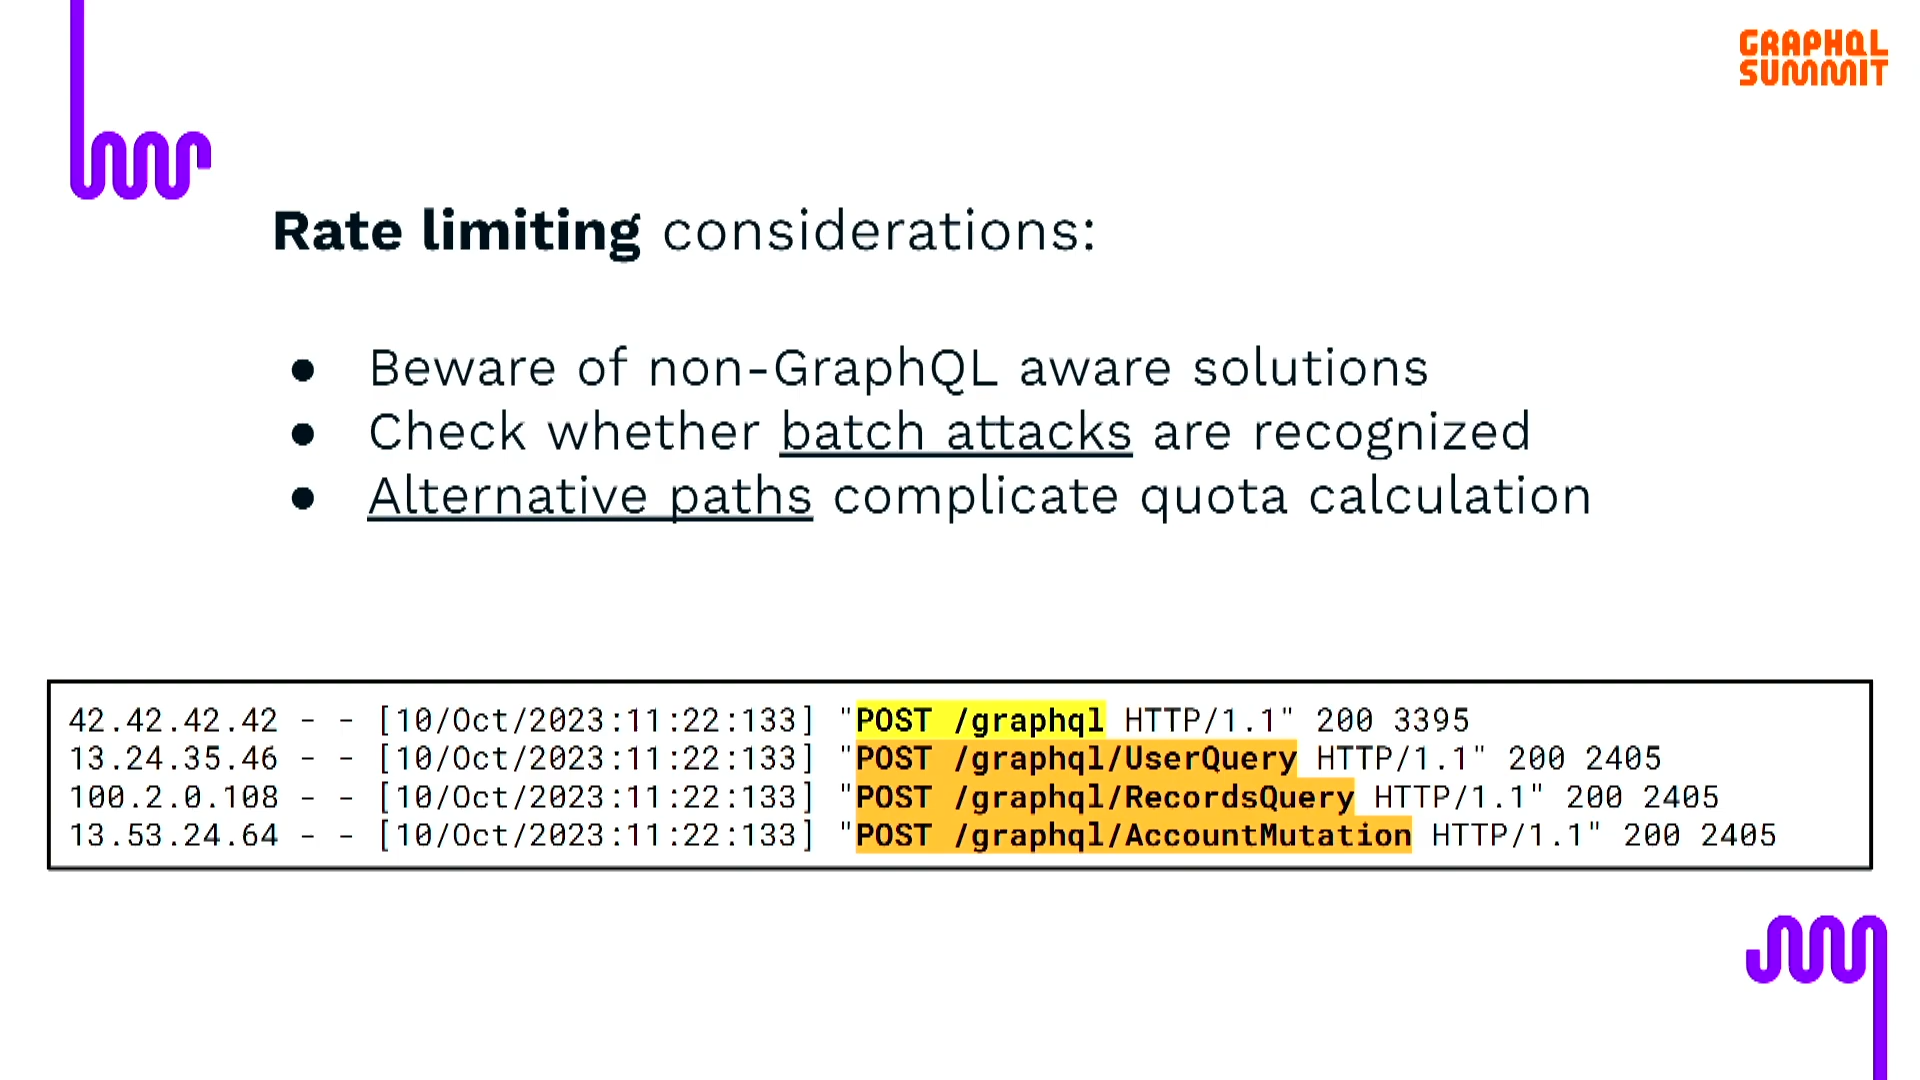 GRAPHQL
SUMMIT
Rate limiting considerations:
● Beware of non-GraphQL aware solutions
● Check whether batch attacks are recognized
● Alternative paths complicate quota calculation
42.42.42.42 - - [10/Oct/2023:11:22:133] "POST /graphql HTTP/1.1" 200 3395
13.24.35.46 - - [10/Oct/2023:11:22:133] "POST /graphql/UserQuery HTTP/1.1" 200 2405
100.2.0.108 - - [10/Oct/2023:11:22:133] "POST /graphql/RecordsQuery HTTP/1.1" 200 2405
13.53.24.64 - - [10/Oct/2023:11:22:133] "POST /graphql/AccountMutation HTTP/1.1" 200 2405